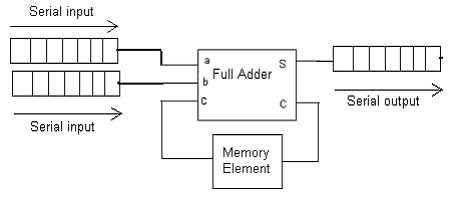 Serial input
a
S
Full Adder
b
C
C
Serial output
Serial input
Memory
Element